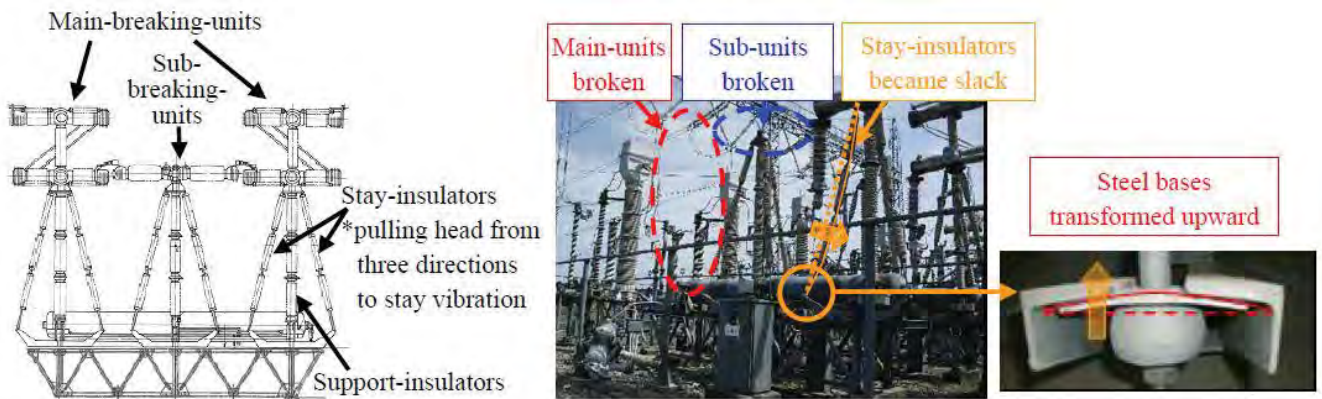 Main-breaking-units
Sub-
breaking-
units
Stay-insulators
*pulling head from
three directions
to stay vibration
Support-insulators
Main-units
broken
Sub-units
broken
Stay-insulators
became slack
Steel bases
transformed upward